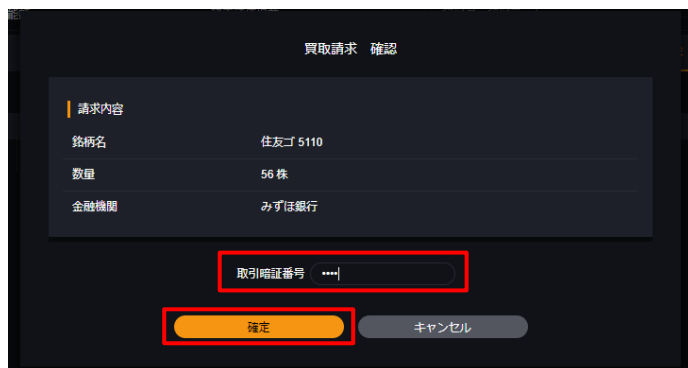 買取請求 確認
請求内容
銘柄名 住友ゴ 5110
数量 56 株
金融機関 みずほ銀行
取引暗証番号 ••••
確定 キャンセル